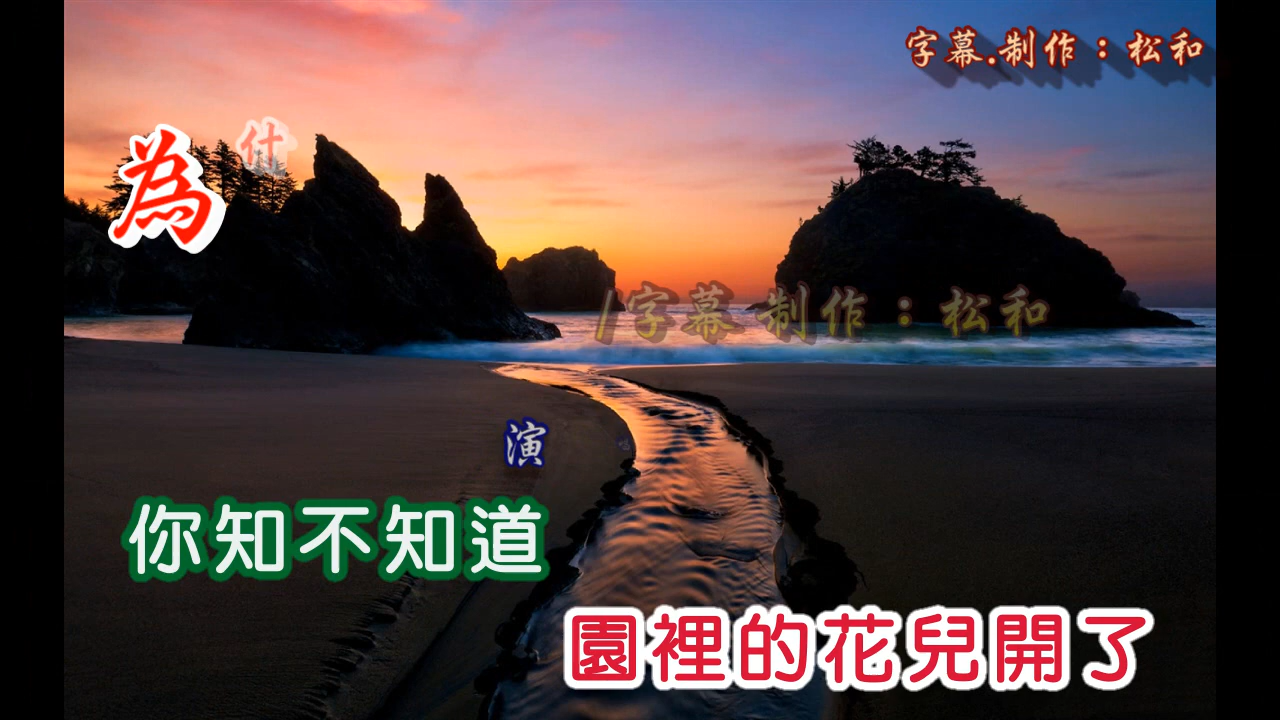 字幕.制作：松和
為什
/字幕 制作：松和
演
你知不知道
園裡的花兒開了